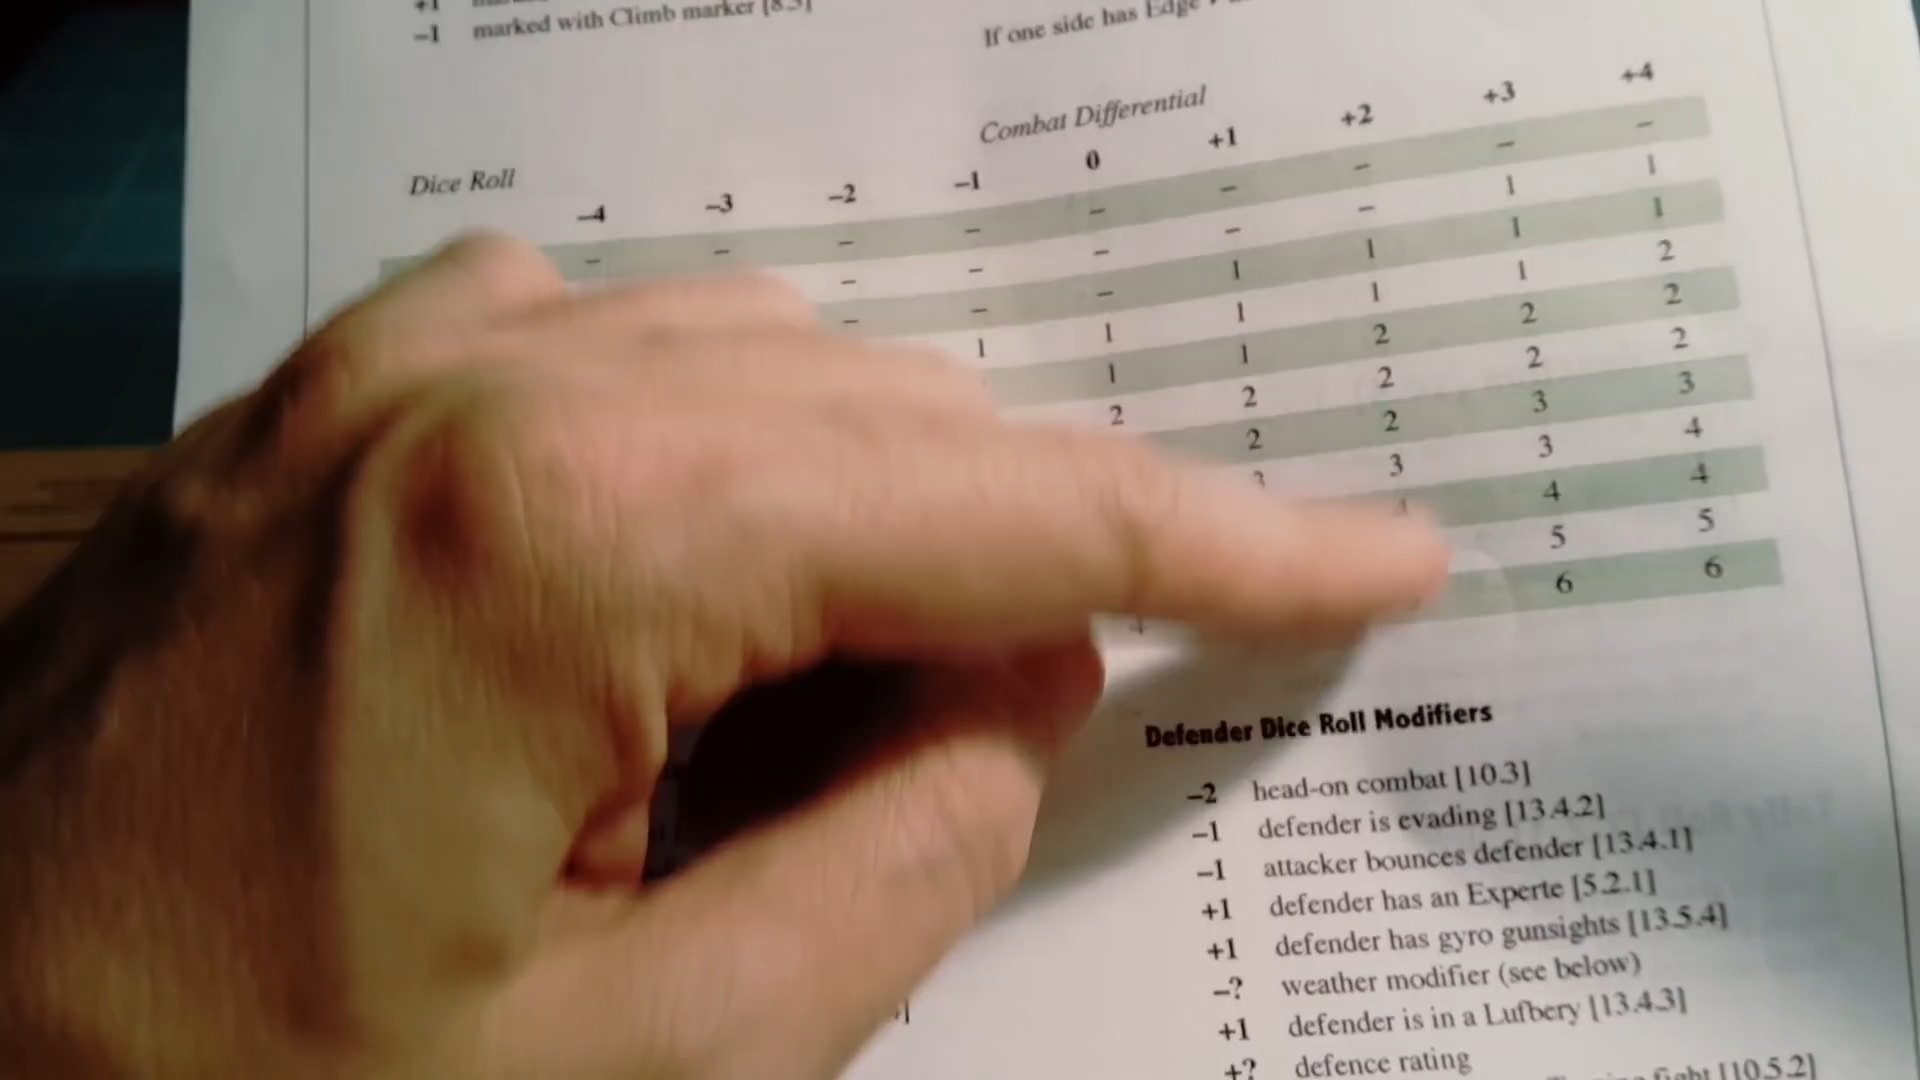 –1 marked with Climb marker [8.3]
If one side has Edge
Combat Differential
Dice Roll
–4 –3 –2 –1 0 +1 +2 +3 +4
– – – – – – – – –
– – – – – 1 1
– – – 1 1 1 1
1 1 1 1 1 2
1 1 2 2 2
2 2 2 2 2
2 2 3 3
3 3 3 4
4 4
5 5
6 6
Defender Dice Roll Modifiers
–2 head-on combat [10.3]
–1 defender is evading [13.4.2]
–1 attacker bounces defender [13.4.1]
+1 defender has an Experte [5.2.1]
+1 defender has gyro gunsights [13.5.4]
–? weather modifier (see below)
+1 defender is in a Lufbery [13.4.3]
+? defence rating
fight [10.5.2]